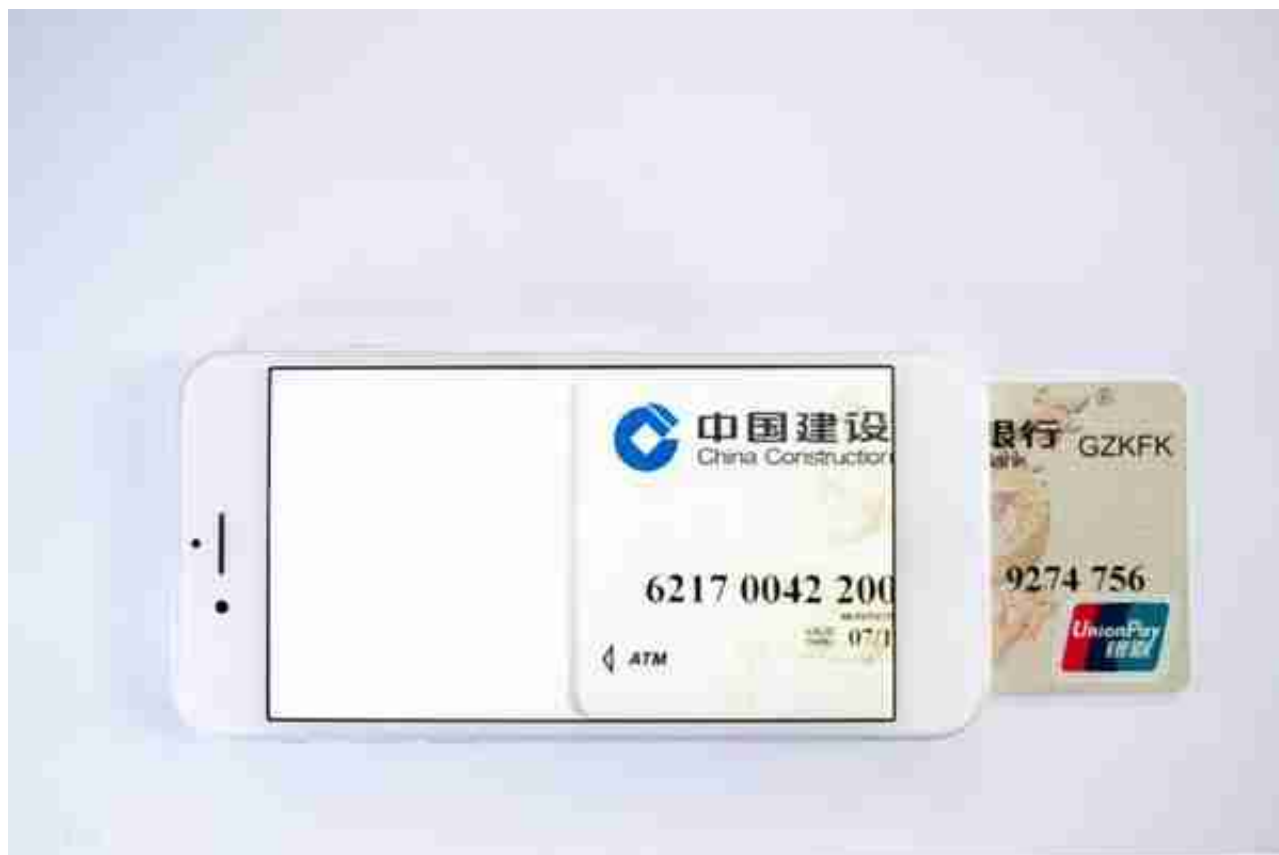 中国建设 银行 GZKFK
China Construction Bank
6217 0042 200 9274 756
07/1
ATM
UnionPay
银联